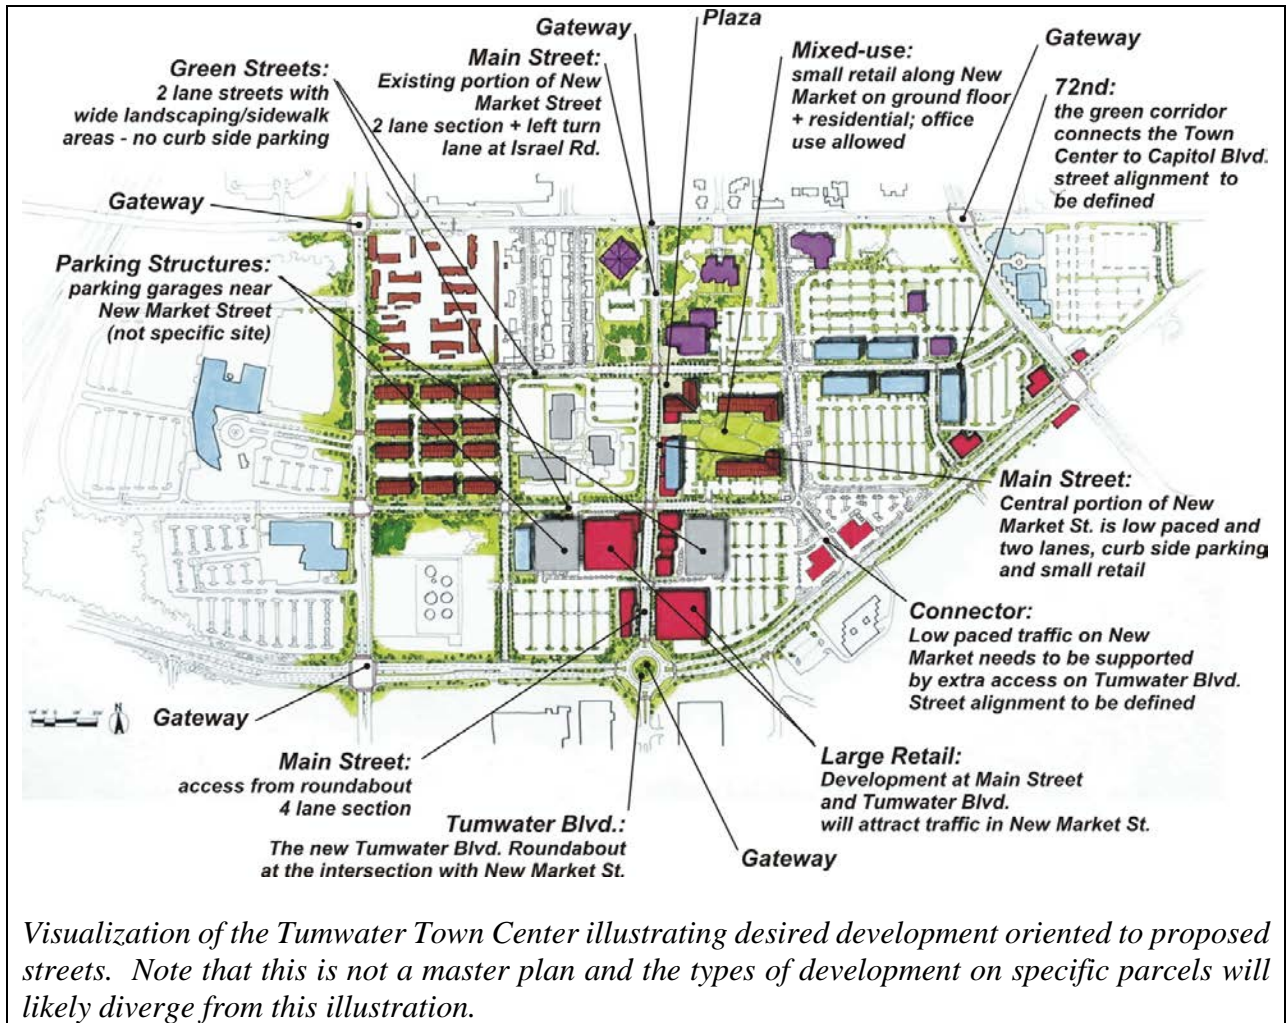 Gateway
Plaza
Main Street:
Existing portion of New
Market Street
2 lane section + left turn
lane at Israel Rd.
Mixed-use:
small retail along New
Market on ground floor
+ residential; office
use allowed
Gateway
Green Streets:
2 lane streets with
wide landscaping/sidewalk
areas - no curb side parking
72nd:
the green corridor
connects the Town
Center to Capitol Blvd.
street alignment to
be defined
Gateway
Parking Structures:
parking garages near
New Market Street
(not specific site)
Main Street:
Central portion of New
Market St. is low paced and
two lanes, curb side parking
and small retail
Connector:
Low paced traffic on New
Market needs to be supported
by extra access on Tumwater Blvd.
Street alignment to be defined
N
Gateway
Main Street:
access from roundabout
4 lane section
Large Retail:
Development at Main Street
and Tumwater Blvd.
will attract traffic in New Market St.
Tumwater Blvd.:
The new Tumwater Blvd. Roundabout
at the intersection with New Market St.
Gateway
Visualization of the Tumwater Town Center illustrating desired development oriented to proposed
streets. Note that this is not a master plan and the types of development on specific parcels will
likely diverge from this illustration.